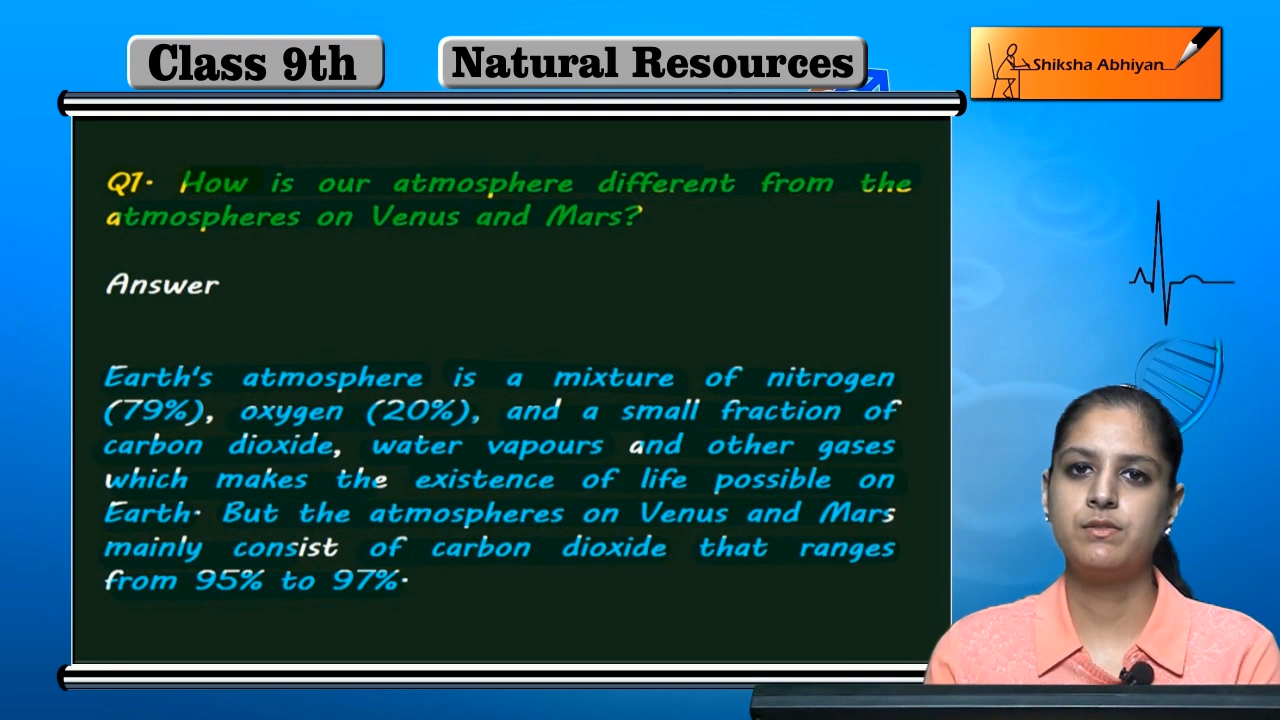 Class 9th
Natural Resources
Shiksha Abhiyan
Q1. How is our atmosphere different from the
atmospheres on Venus and Mars?
Answer
Earth's atmosphere is a mixture of nitrogen
(79%), oxygen (20%), and a small fraction of
carbon dioxide, water vapours and other gases
which makes the existence of life possible on
Earth. But the atmospheres on Venus and Mars
mainly consist of carbon dioxide that ranges
from 95% to 97%.